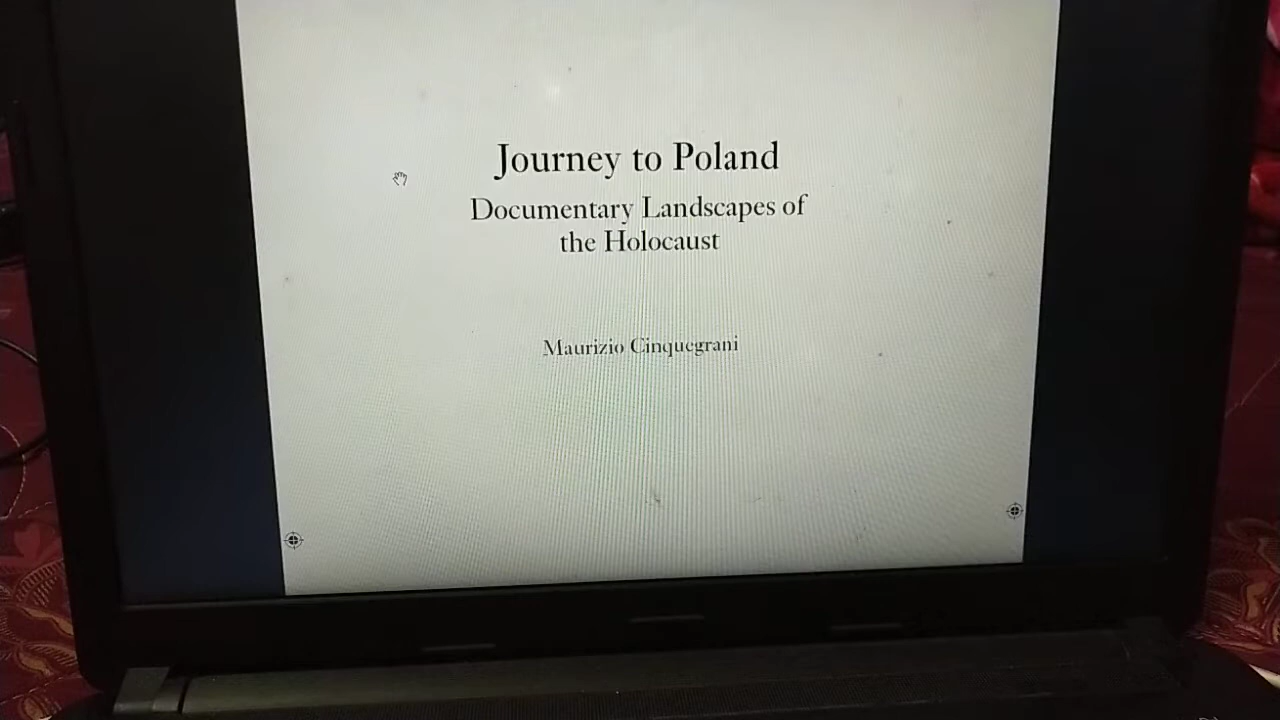 Journey to Poland
Documentary Landscapes of
the Holocaust
Maurizio Cinquegrani